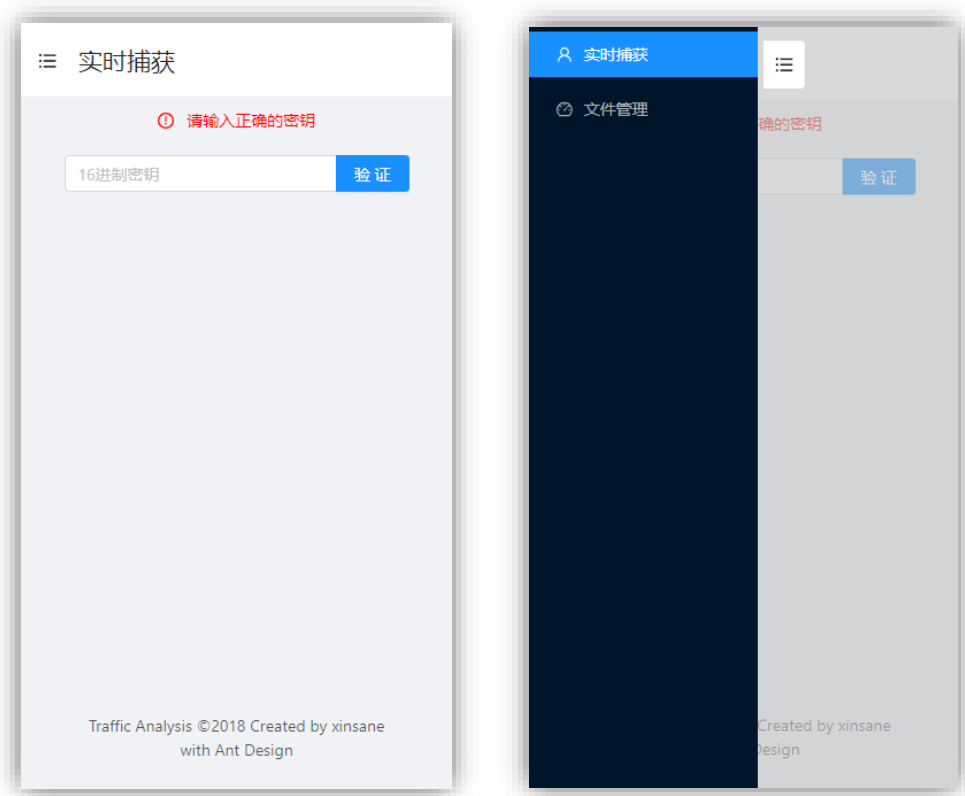 实时捕获
请输入正确的密钥
16进制密钥
验 证
Traffic Analysis ©2018 Created by xinsane
with Ant Design
实时捕获
文件管理
确的密钥
验 证
Created by xinsane
Design